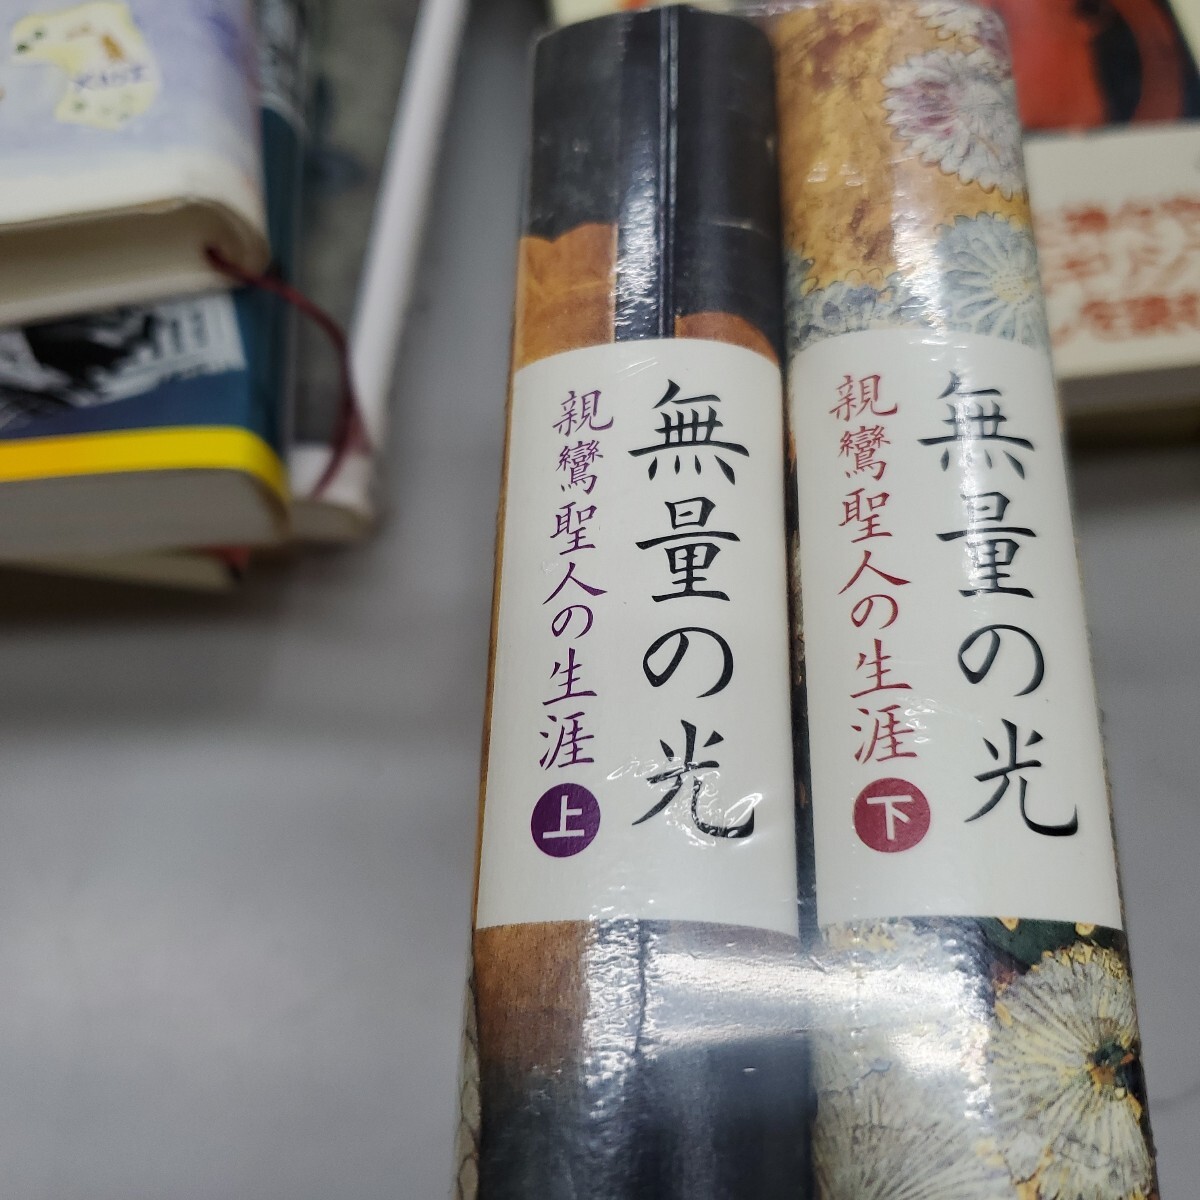 無量の光
親鸞聖人の生涯
上
無量の光
親鸞聖人の生涯
下